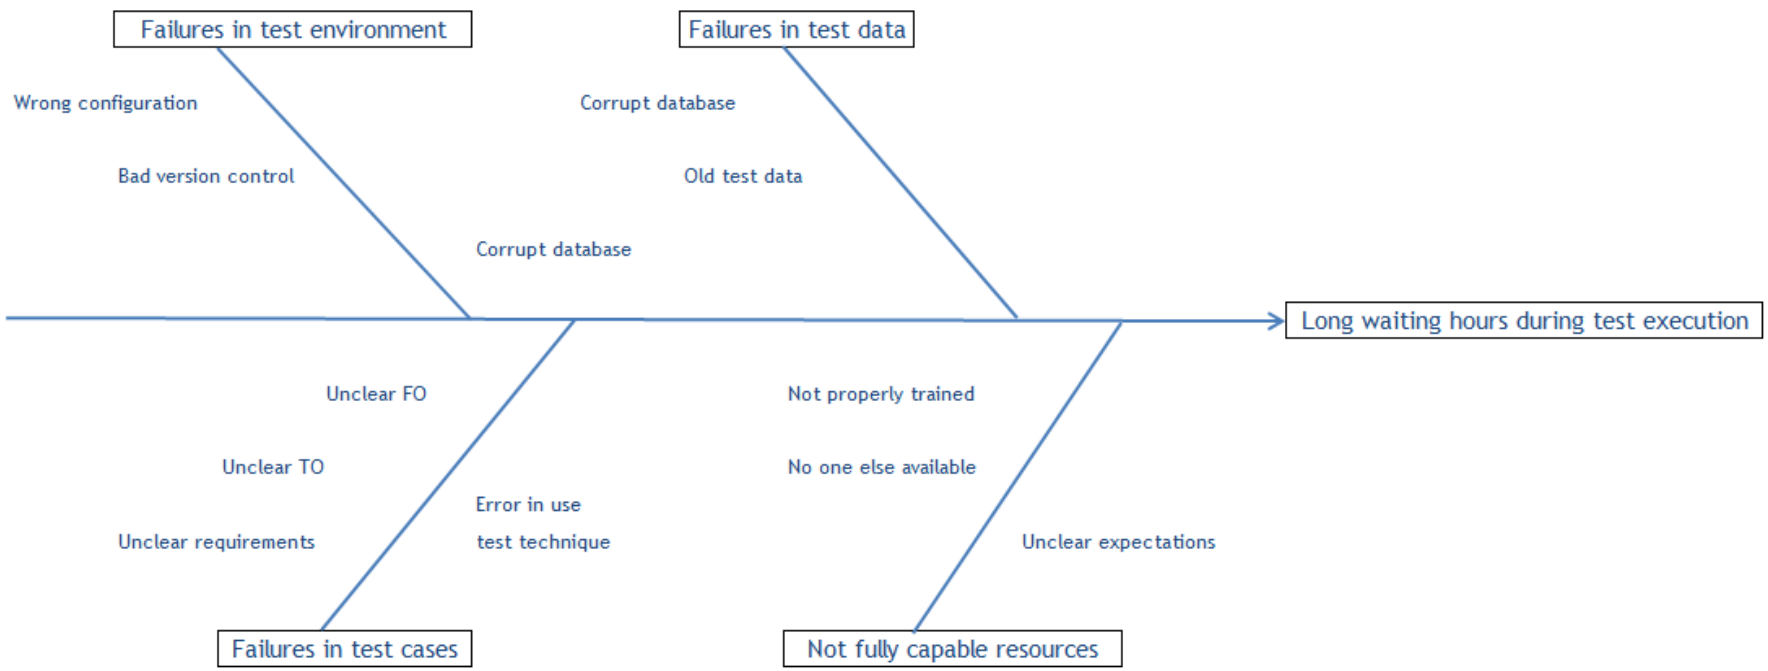 Failures in test environment
Failures in test data
Wrong configuration
Corrupt database
Bad version control
Old test data
Corrupt database
Long waiting hours during test execution
Unclear FO
Not properly trained
Unclear TO
No one else available
Error in use
Unclear requirements
test technique
Unclear expectations
Failures in test cases
Not fully capable resources